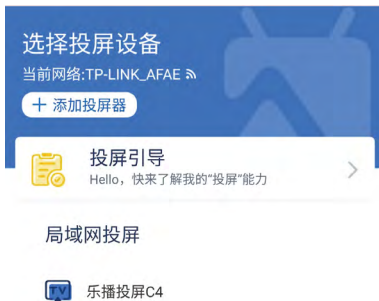 选择投屏设备
当前网络:TP-LINK_AFAE
+ 添加投屏器
投屏引导
Hello，快来了解我的"投屏"能力
局域网投屏
TV 乐播投屏C4